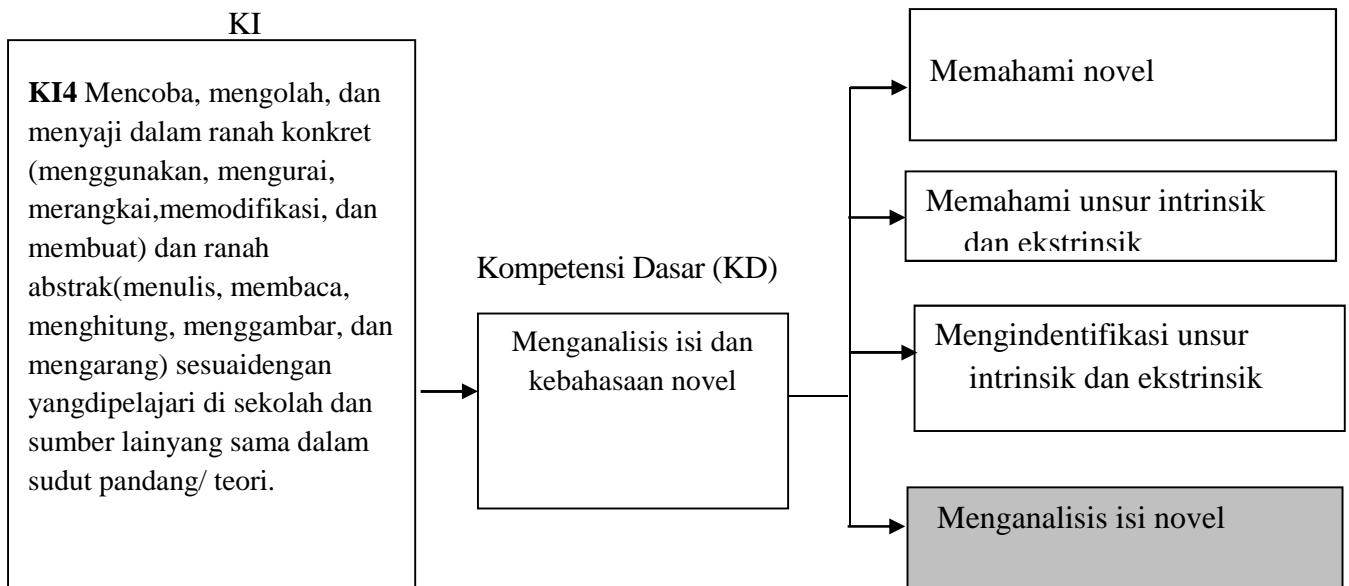 KI
KI4 Mencoba, mengolah, dan
menyaji dalam ranah konkret
(menggunakan, mengurai,
merangkai,memodifikasi, dan
membuat) dan ranah
abstrak(menulis, membaca,
menghitung, menggambar, dan
mengarang) sesuaidengan
yangdipelajari di sekolah dan
sumber lainyang sama dalam
sudut pandang/ teori.
Kompetensi Dasar (KD)
Menganalisis isi dan
kebahasaan novel
Memahami novel
Memahami unsur intrinsik
dan ekstrinsik
Mengindentifikasi unsur
intrinsik dan ekstrinsik
Menganalisis isi novel